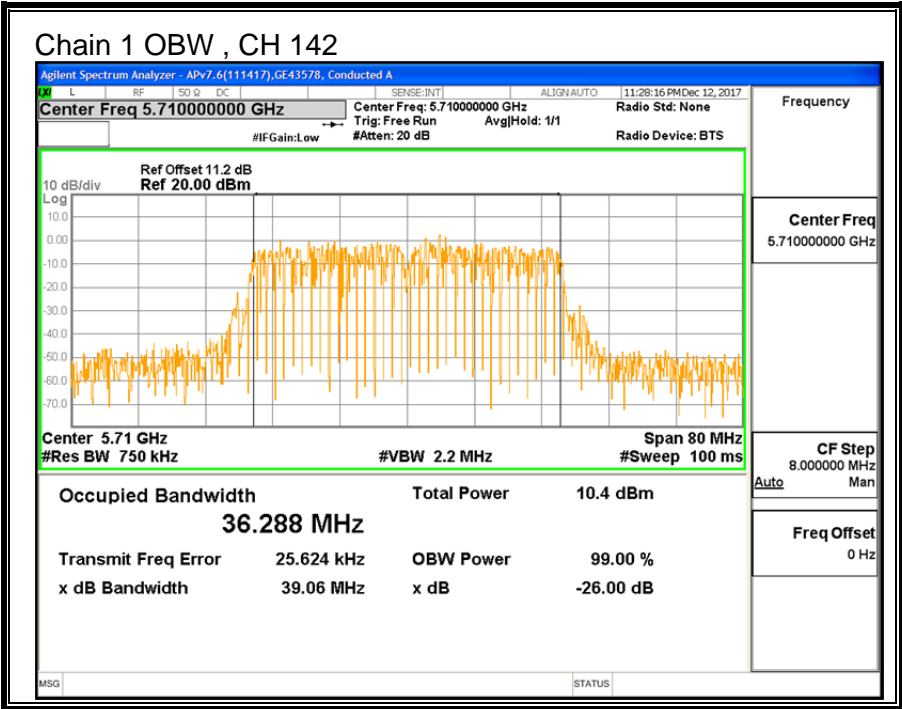 Chain 1 OBW , CH 142
Agilent Spectrum Analyzer - APv7.6(111417),GE43578, Conducted A
LXI L RF 50 Ω DC SENSE:INT ALIGN AUTO 11:28:16 PM Dec 12, 2017
Center Freq 5.710000000 GHz
Center Freq: 5.710000000 GHz
Radio Std: None
Trig: Free Run Avg|Hold: 1/1
#IFGain:Low
#Atten: 20 dB
Radio Device: BTS
Frequency
Ref Offset 11.2 dB
10 dB/div
Ref 20.00 dBm
Log
10.0
0.00
-10.0
-20.0
-30.0
-40.0
-50.0
-60.0
-70.0
Center 5.71 GHz
Span 80 MHz
#Res BW 750 kHz
#VBW 2.2 MHz
#Sweep 100 ms
Center Freq
5.710000000 GHz
CF Step
8.000000 MHz
Auto Man
Freq Offset
0 Hz
Occupied Bandwidth
36.288 MHz
Total Power 10.4 dBm
Transmit Freq Error 25.624 kHz
OBW Power 99.00 %
x dB Bandwidth 39.06 MHz
x dB -26.00 dB
MSG
STATUS